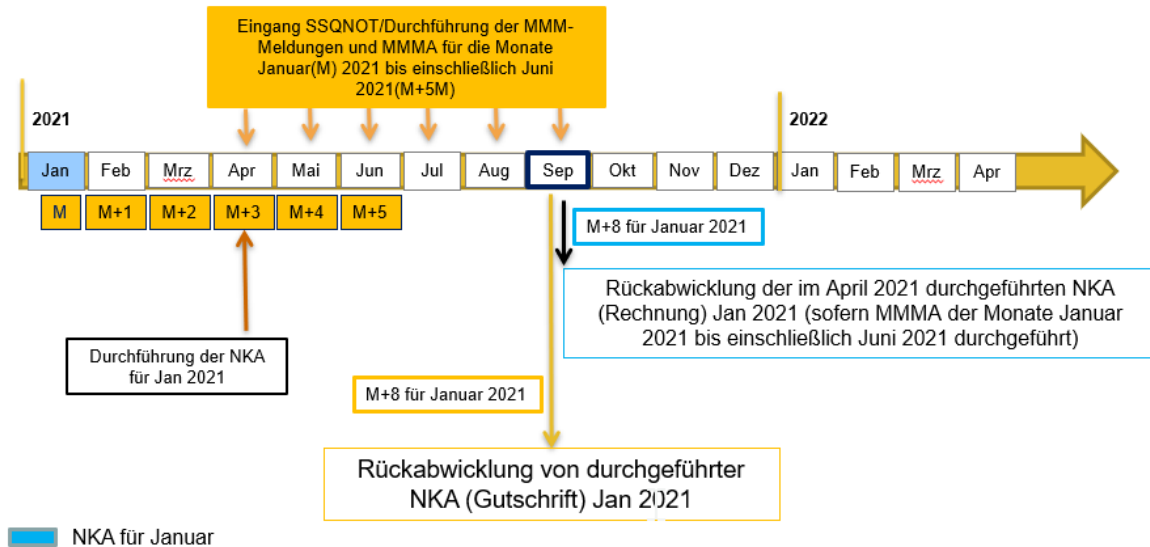 Eingang SSQNOT/Durchführung der MMM-
Meldungen und MMMA für die Monate
Januar(M) 2021 bis einschließlich Juni
2021(M+5M)
2021
2022
Jan Feb Mrz Apr Mai Jun Jul Aug Sep Okt Nov Dez Jan Feb Mrz Apr
M M+1 M+2 M+3 M+4 M+5
M+8 für Januar 2021
Rückabwicklung der im April 2021 durchgeführten NKA
(Rechnung) Jan 2021 (sofern MMMA der Monate Januar
2021 bis einschließlich Juni 2021 durchgeführt)
Durchführung der NKA
für Jan 2021
M+8 für Januar 2021
Rückabwicklung von durchgeführter
NKA (Gutschrift) Jan 2021
NKA für Januar